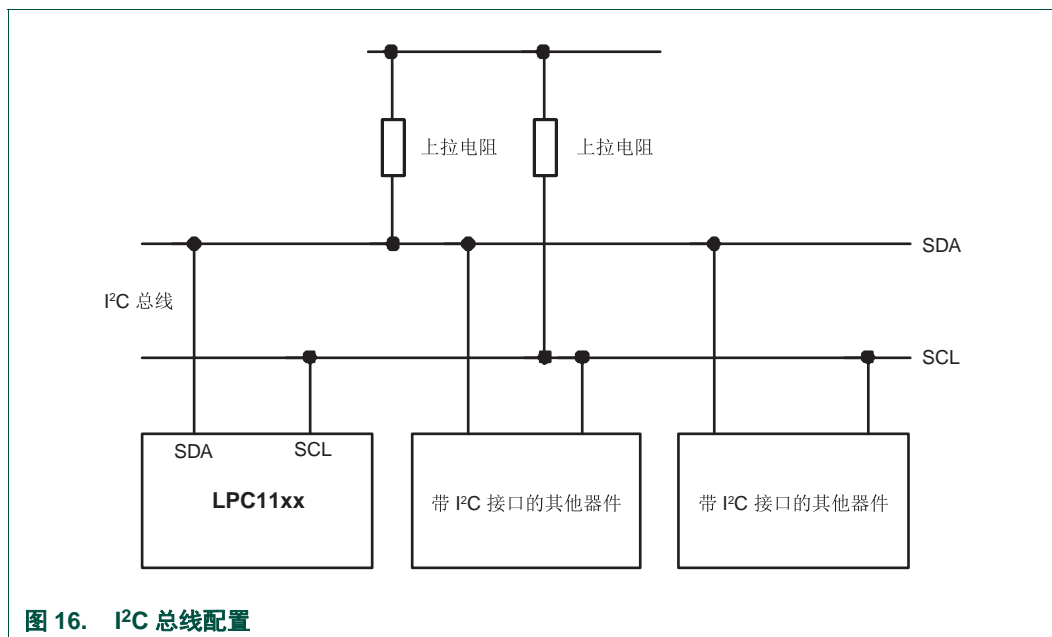 上拉电阻 上拉电阻
SDA
I²C 总线
SCL
SDA SCL
LPC11xx
带 I²C 接口的其他器件 带 I²C 接口的其他器件
图 16. I²C 总线配置